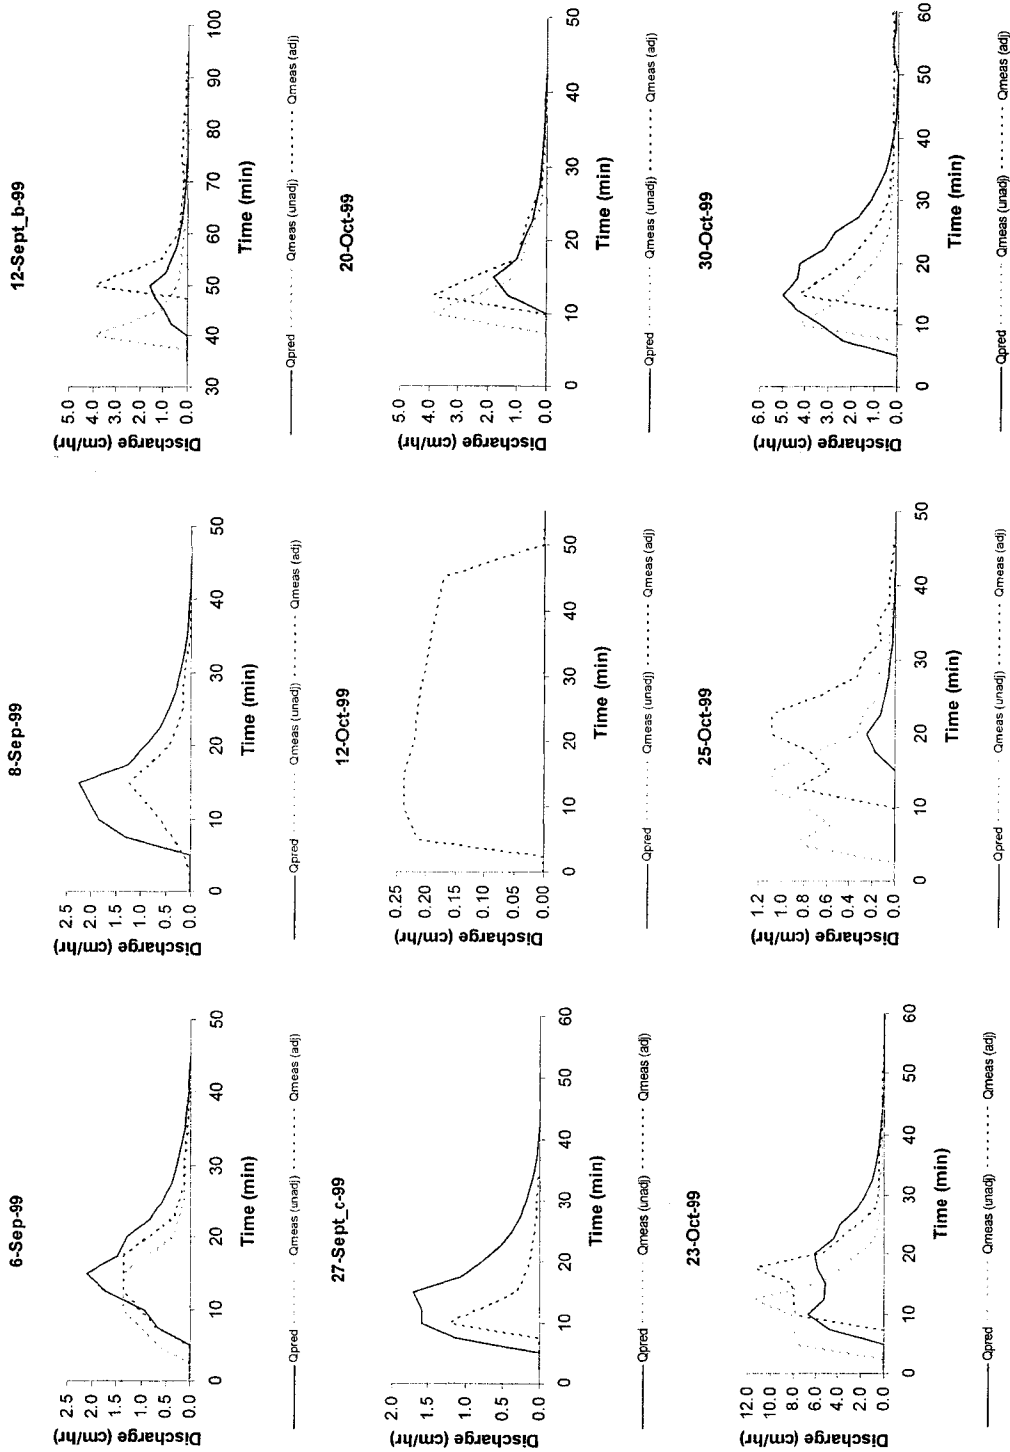 6-Sep-99
Discharge (cm/hr)
2.5
2.0
1.5
1.0
0.5
0.0
0 10 20 30 40 50
Time (min)
Qpred Qmeas (unadj) Qmeas (adj)
8-Sep-99
Discharge (cm/hr)
2.5
2.0
1.5
1.0
0.5
0.0
0 10 20 30 40 50
Time (min)
Qpred Qmeas (unadj) Qmeas (adj)
12-Sept_b-99
Discharge (cm/hr)
5.0
4.0
3.0
2.0
1.0
0.0
30 40 50 60 70 80 90 100
Time (min)
Qpred Qmeas (unadj) Qmeas (adj)
27-Sept_c-99
Discharge (cm/hr)
2.0
1.5
1.0
0.5
0.0
0 10 20 30 40 50 60
Time (min)
Qpred Qmeas (unadj) Qmeas (adj)
12-Oct-99
Discharge (cm/hr)
0.25
0.20
0.15
0.10
0.05
0.00
0 10 20 30 40 50
Time (min)
Qpred Qmeas (unadj) Qmeas (adj)
20-Oct-99
Discharge (cm/hr)
5.0
4.0
3.0
2.0
1.0
0.0
0 10 20 30 40 50
Time (min)
Qpred Qmeas (unadj) Qmeas (adj)
23-Oct-99
Discharge (cm/hr)
12.0
10.0
8.0
6.0
4.0
2.0
0.0
0 10 20 30 40 50 60
Time (min)
Qpred Qmeas (unadj) Qmeas (adj)
25-Oct-99
Discharge (cm/hr)
1.2
1.0
0.8
0.6
0.4
0.2
0.0
0 10 20 30 40 50
Time (min)
Qpred Qmeas (unadj) Qmeas (adj)
30-Oct-99
Discharge (cm/hr)
6.0
5.0
4.0
3.0
2.0
1.0
0.0
0 10 20 30 40 50 60
Time (min)
Qpred Qmeas (unadj) Qmeas (adj)